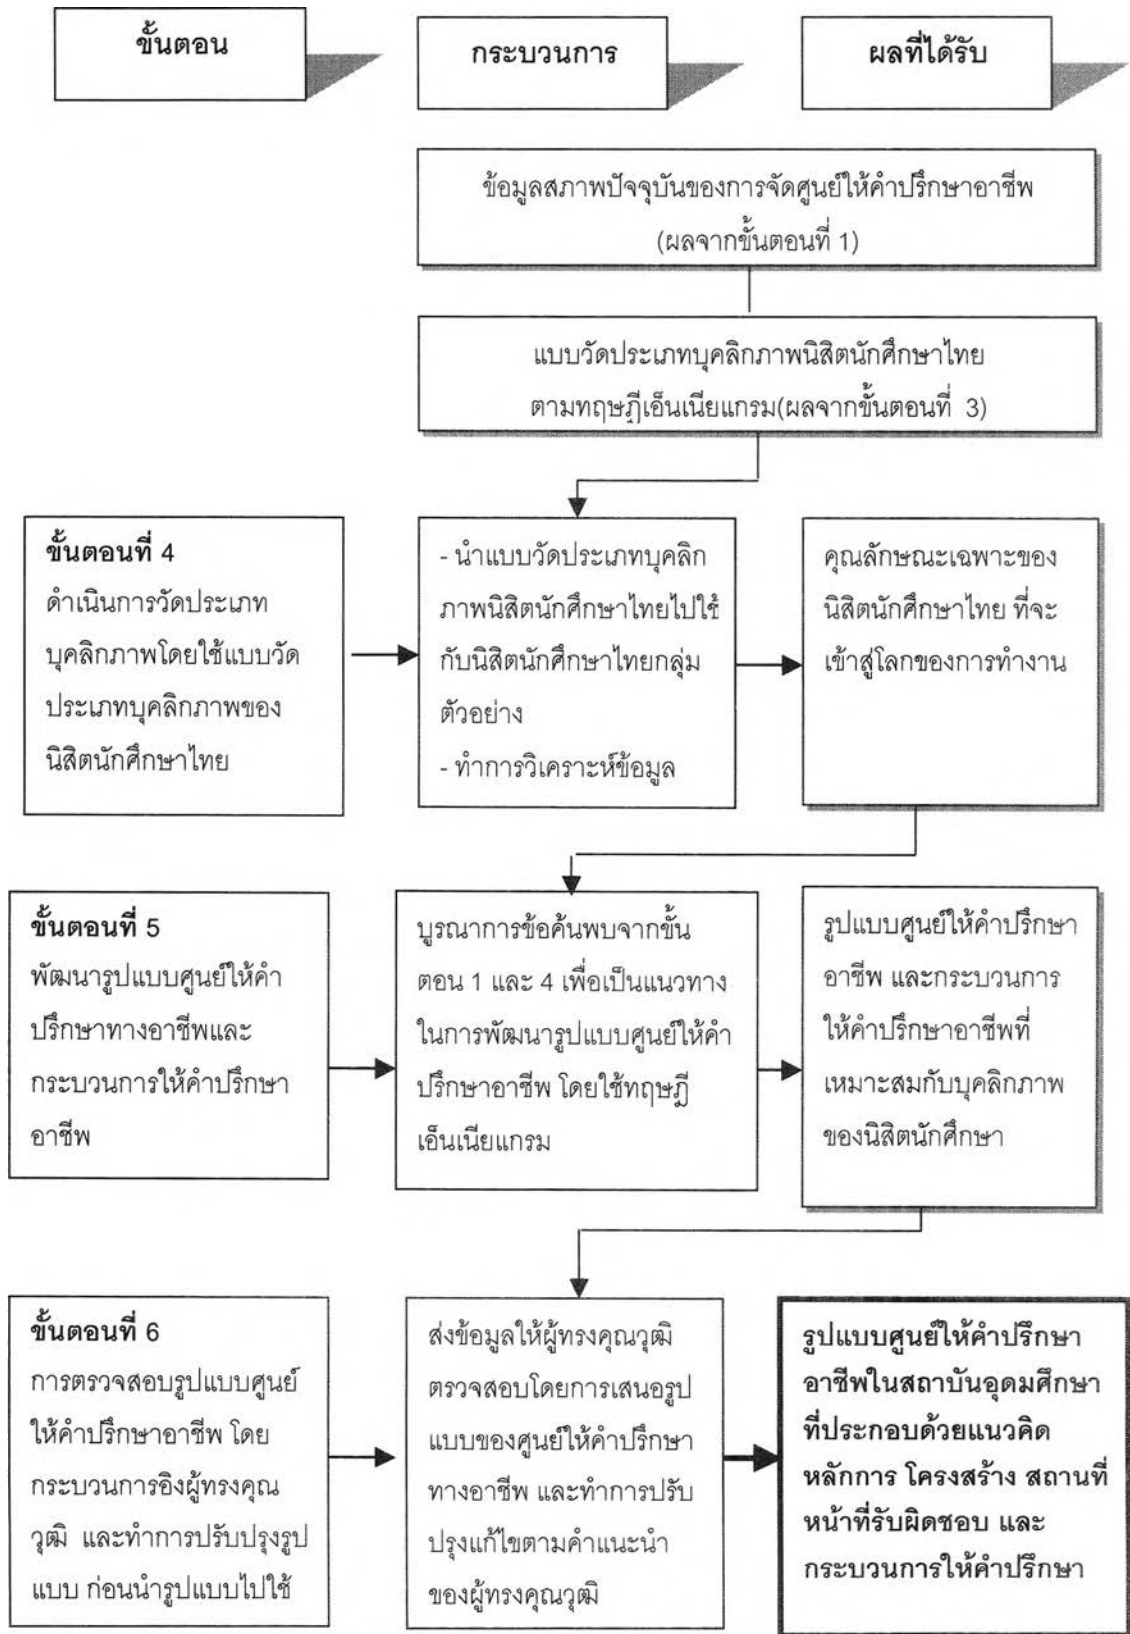 ขั้นตอน
กระบวนการ
ผลที่ได้รับ
ข้อมูลสภาพปัจจุบันของการจัดศูนย์ให้คำปรึกษาอาชีพ
(ผลจากขั้นตอนที่ 1)
แบบวัดประเภทบุคลิกภาพนิสิตนักศึกษาไทย
ตามทฤษฎีเอ็นเนียแกรม(ผลจากขั้นตอนที่ 3)
ขั้นตอนที่ 4
ดำเนินการวัดประเภท
บุคลิกภาพโดยใช้แบบวัด
ประเภทบุคลิกภาพของ
นิสิตนักศึกษาไทย
- นำแบบวัดประเภทบุคลิก
ภาพนิสิตนักศึกษาไทยไปใช้
กับนิสิตนักศึกษาไทยกลุ่ม
ตัวอย่าง
- ทำการวิเคราะห์ข้อมูล
คุณลักษณะเฉพาะของ
นิสิตนักศึกษาไทย ที่จะ
เข้าสู่โลกของการทำงาน
ขั้นตอนที่ 5
พัฒนารูปแบบศูนย์ให้คำ
ปรึกษาทางอาชีพและ
กระบวนการให้คำปรึกษา
อาชีพ
บูรณาการข้อค้นพบจากขั้น
ตอน 1 และ 4 เพื่อเป็นแนวทาง
ในการพัฒนารูปแบบศูนย์ให้คำ
ปรึกษาอาชีพ โดยใช้ทฤษฎี
เอ็นเนียแกรม
รูปแบบศูนย์ให้คำปรึกษา
อาชีพ และกระบวนการ
ให้คำปรึกษาอาชีพที่
เหมาะสมกับบุคลิกภาพ
ของนิสิตนักศึกษา
ขั้นตอนที่ 6
การตรวจสอบรูปแบบศูนย์
ให้คำปรึกษาอาชีพ โดย
กระบวนการอิงผู้ทรงคุณ
วุฒิ และทำการปรับปรุงรูป
แบบ ก่อนนำรูปแบบไปใช้
ส่งข้อมูลให้ผู้ทรงคุณวุฒิ
ตรวจสอบโดยการเสนอรูป
แบบของศูนย์ให้คำปรึกษา
ทางอาชีพ และทำการปรับ
ปรุงแก้ไขตามคำแนะนำ
ของผู้ทรงคุณวุฒิ
รูปแบบศูนย์ให้คำปรึกษา
อาชีพในสถาบันอุดมศึกษา
ที่ประกอบด้วยแนวคิด
หลักการ โครงสร้าง สถานที่
หน้าที่รับผิดชอบ และ
กระบวนการให้คำปรึกษา